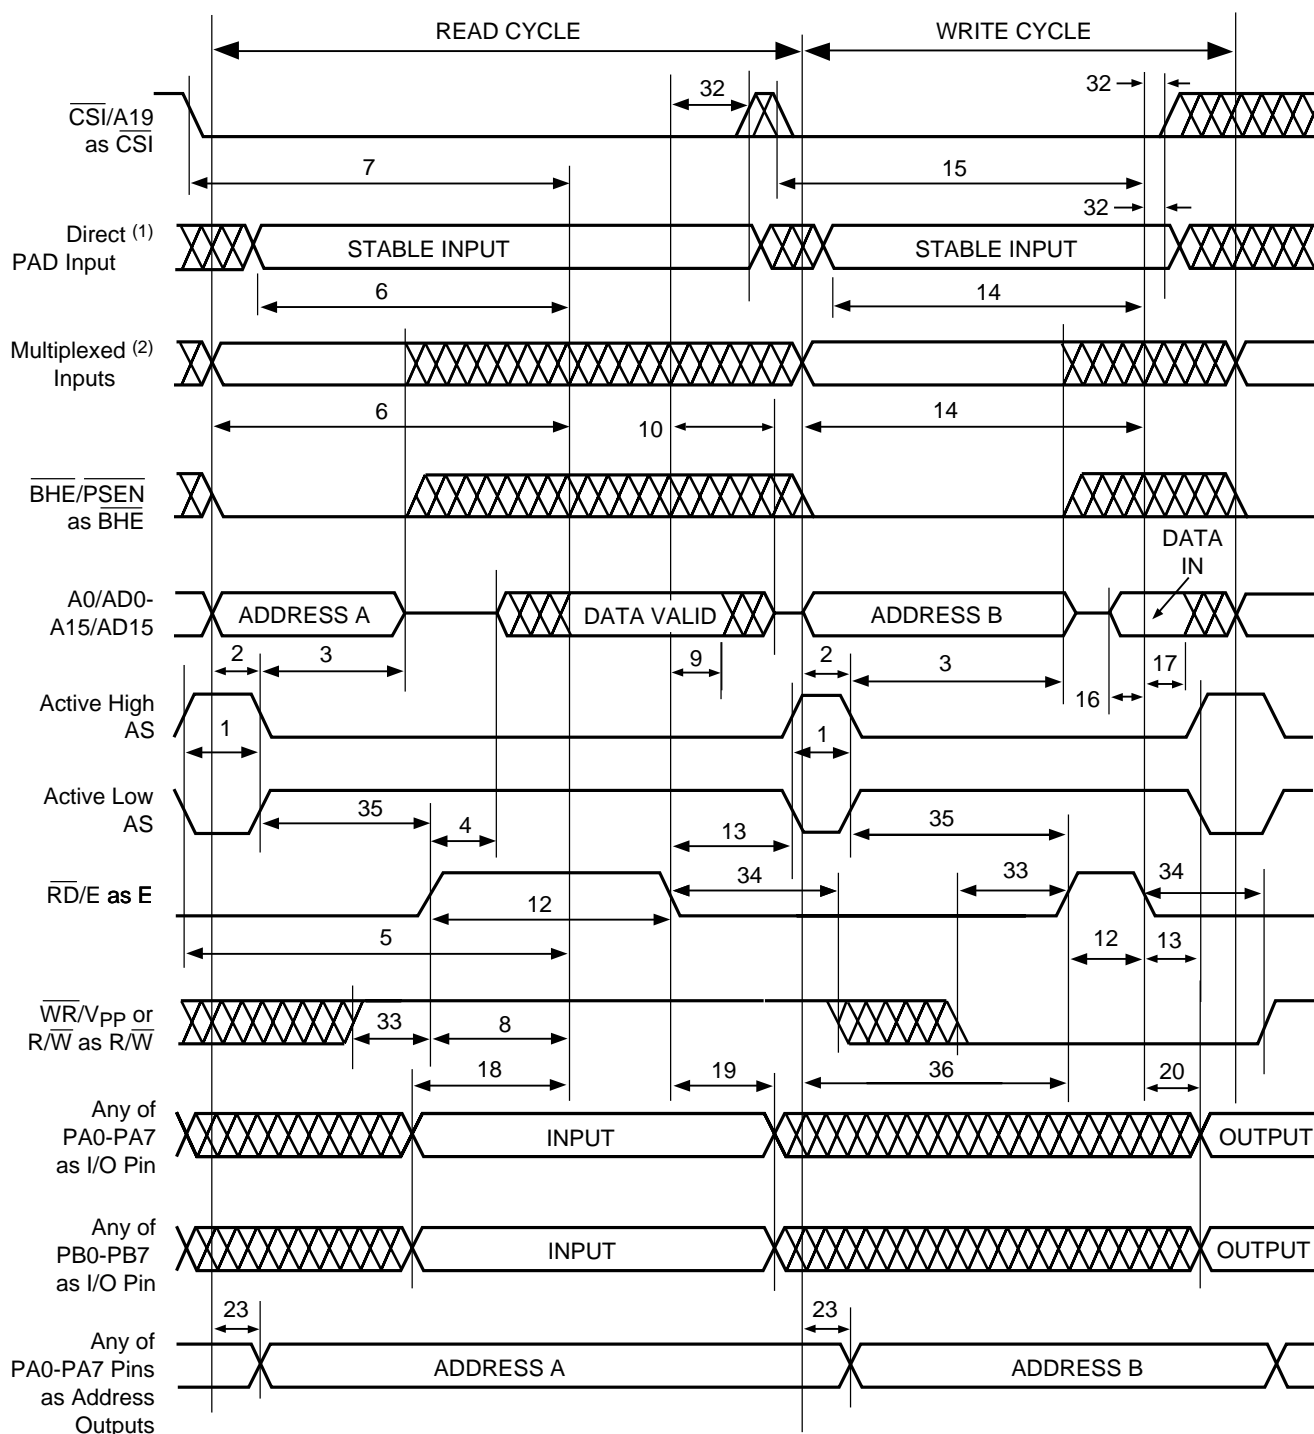 READ CYCLE
WRITE CYCLE
CSI/A19
as CSI
32
32
7
15
Direct (1)
PAD Input
STABLE INPUT
STABLE INPUT
32
6
14
Multiplexed (2)
Inputs
6
10
14
BHE/PSEN
as BHE
DATA
IN
A0/AD0-
A15/AD15
ADDRESS A
DATA VALID
ADDRESS B
2
3
9
2
3
17
16
Active High
AS
1
1
Active Low
AS
35
4
13
35
RD/E as E
12
34
33
34
5
12
13
WR/VPP or
R/W as R/W
33
8
18
19
36
20
Any of
PA0-PA7
as I/O Pin
INPUT
OUTPUT
Any of
PB0-PB7
as I/O Pin
INPUT
OUTPUT
23
23
Any of
PA0-PA7 Pins
as Address
Outputs
ADDRESS A
ADDRESS B